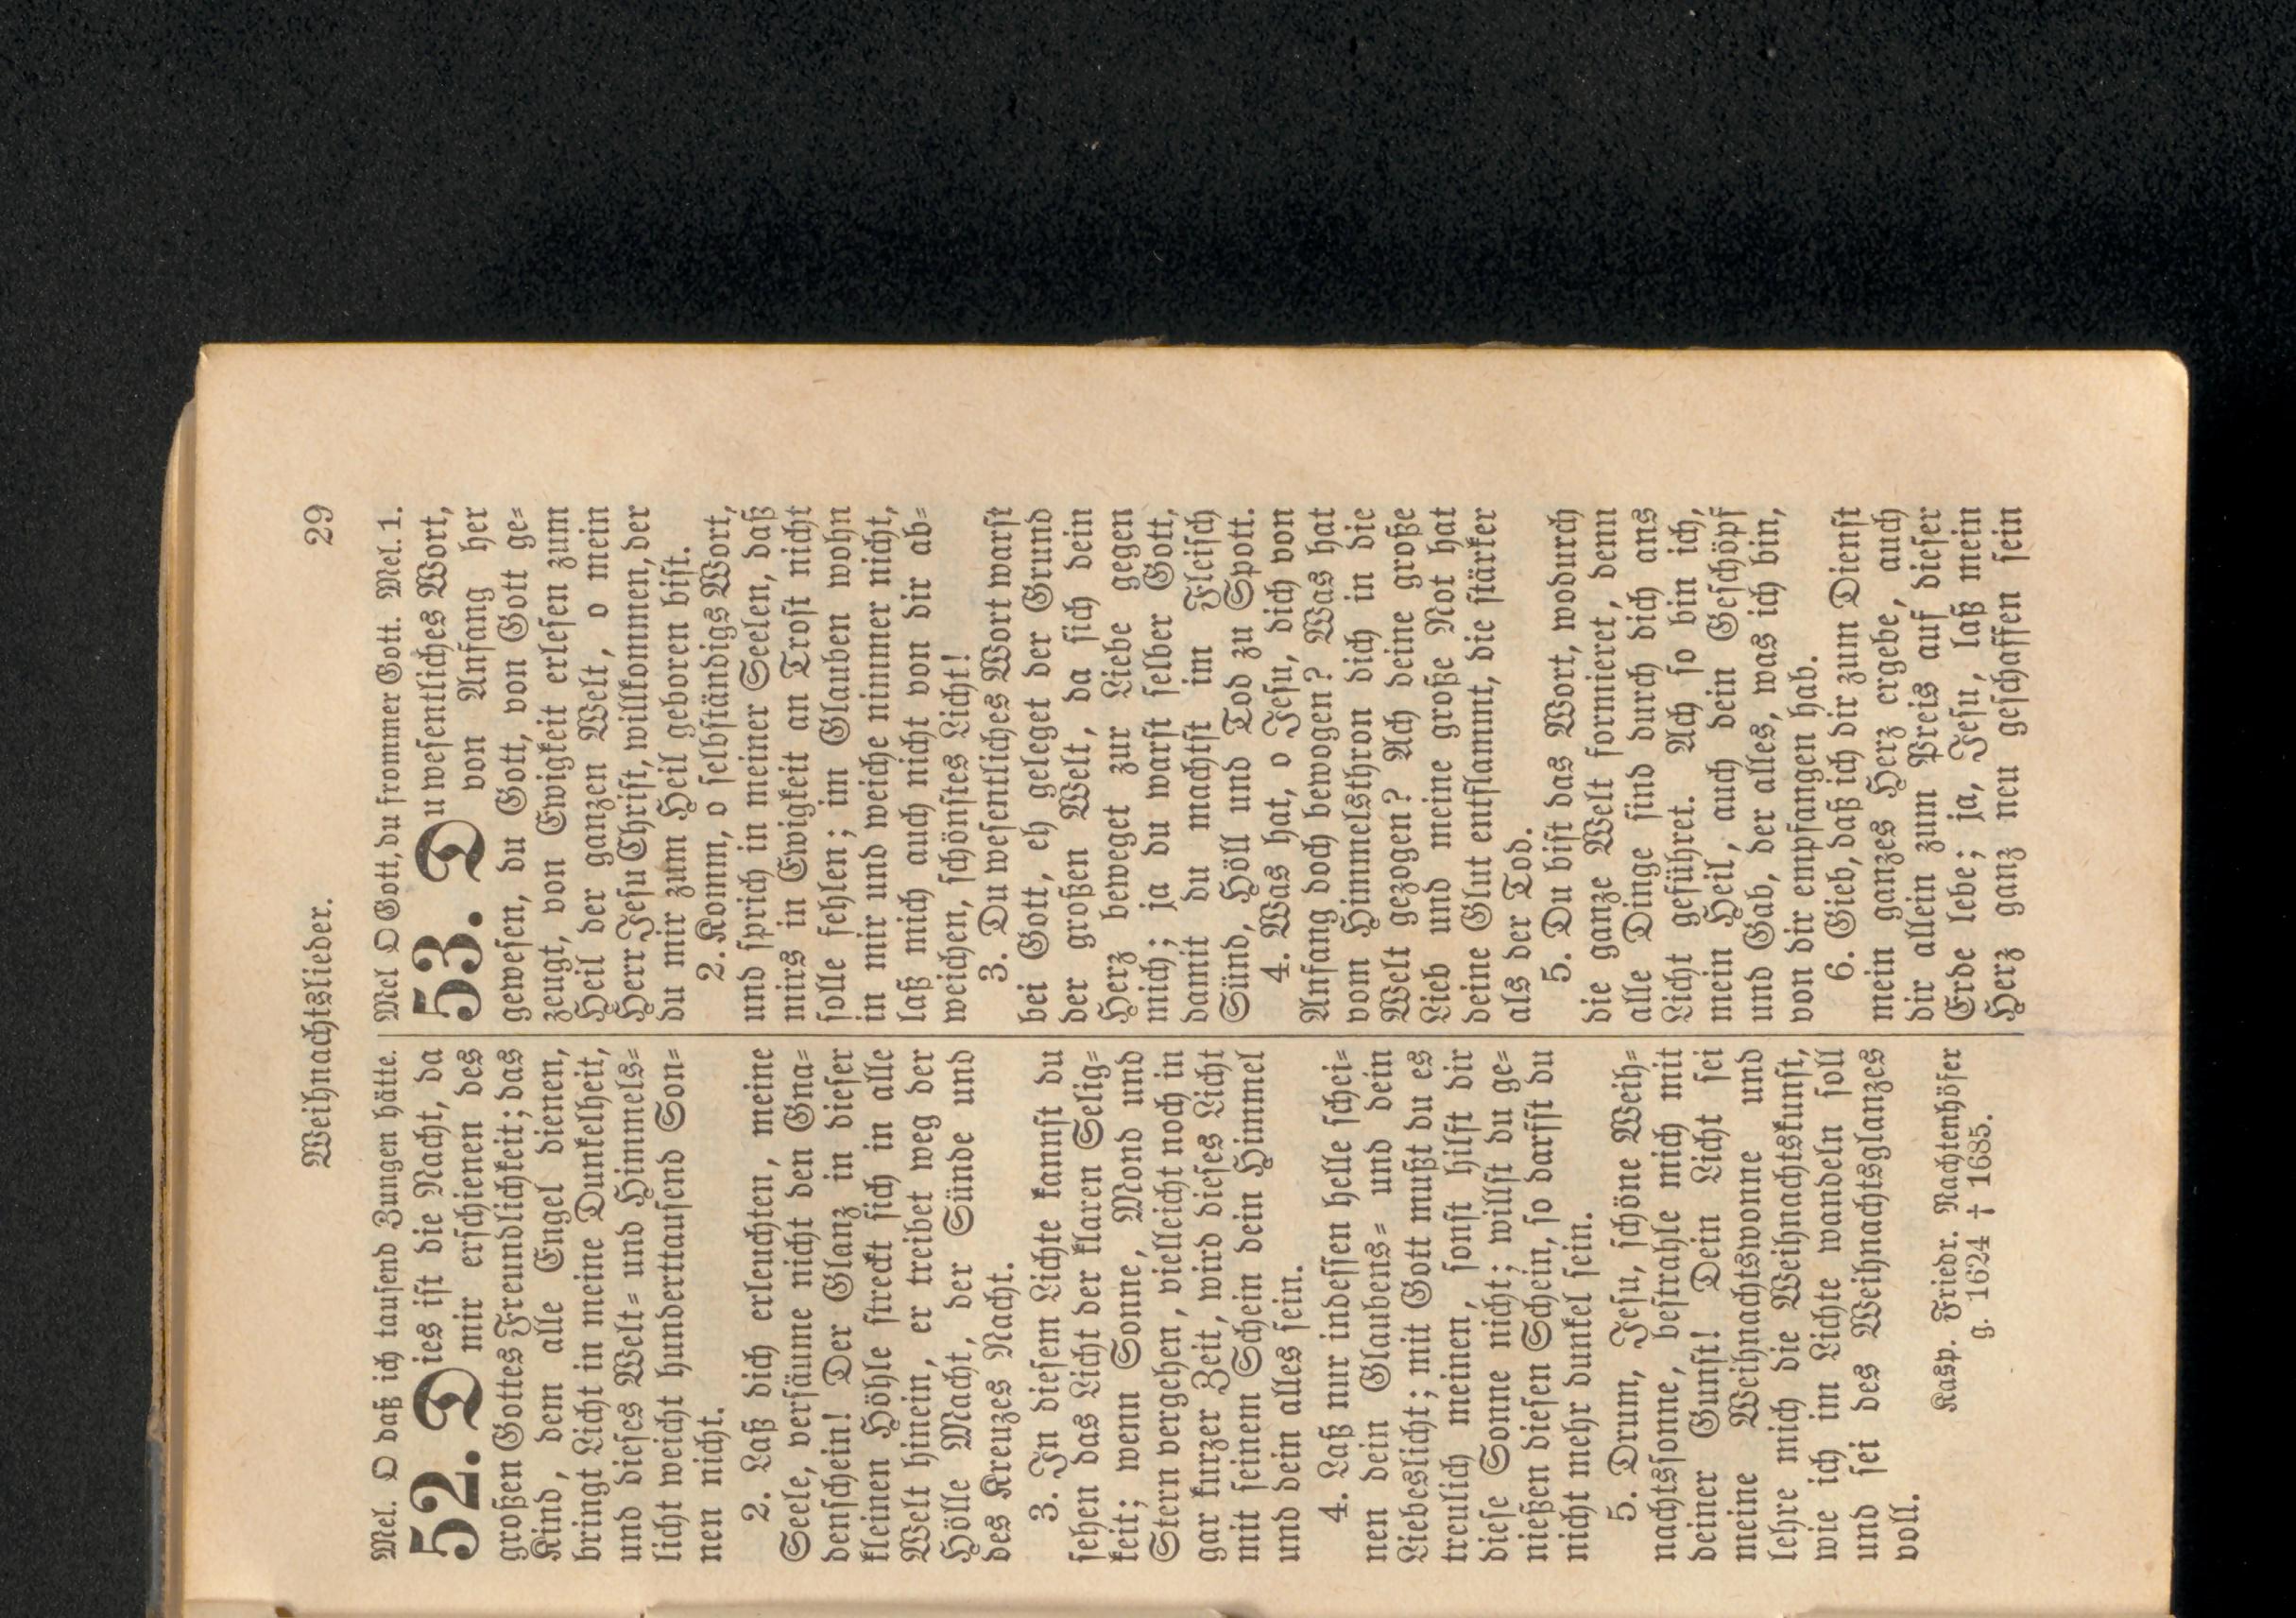 Weihnachtslieder. 29
Mel. O daß ich tausend Zungen hätte.
52. Dies ist die Nacht, da
mir erschienen des
großen Gottes Freundlichkeit; das
Kind, dem alle Engel dienen,
bringt Licht in meine Dunkelheit,
und dieses Welt- und Himmels-
licht weicht hunderttausend Son-
nen nicht.
2. Laß dich erleuchten, meine
Seele, versäume nicht den Gna-
denschein! Der Glanz in dieser
kleinen Höhle streckt sich in alle
Welt hinein, er treibet weg der
Hölle Macht, der Sünde und
des Kreuzes Nacht.
3. In diesem Lichte kannst du
sehen das Licht der klaren Selig-
keit; wenn Sonne, Mond und
Stern vergehen, vielleicht noch in
gar kurzer Zeit, wird dieses Licht
mit seinem Schein dein Himmel
und dein alles sein.
4. Laß nur indessen helle schei-
nen dein Glaubens- und dein
Liebeslicht; mit Gott mußt du es
treulich meinen, sonst hilft dir
diese Sonne nicht; willst du ge-
nießen diesen Schein, so darfst du
nicht mehr dunkel sein.
5. Drum, Jesu, schöne Weih-
nachtssonne, bestrahle mich mit
deiner Gunst! Dein Licht sei
meine Weihnachtswonne und
lehre mich die Weihnachtskunst,
wie ich im Lichte wandeln soll
und sei des Weihnachtsglanzes
voll.
Kasp. Friedr. Nachtenhöfer
g. 1624 † 1685.
Mel O Gott, du frommer Gott. Mel. 1.
53. Du wesentliches Wort,
von Anfang her
gewesen, du Gott, von Gott ge-
zeugt, von Ewigkeit erlesen zum
Heil der ganzen Welt, o mein
Herr Jesu Christ, willkommen, der
du mir zum Heil geboren bist.
2. Komm, o selbständigs Wort,
und sprich in meiner Seelen, daß
mirs in Ewigkeit an Trost nicht
solle fehlen; im Glauben wohn
in mir und weiche nimmer nicht,
laß mich auch nicht von dir ab-
weichen, schönstes Licht!
3. Du wesentliches Wort warst
bei Gott, eh geleget der Grund
der großen Welt, da sich dein
Herz beweget zur Liebe gegen
mich; ja du warst selber Gott,
damit du machtst im Fleisch
Sünd, Höll und Tod zu Spott.
4. Was hat, o Jesu, dich von
Anfang doch bewogen? Was hat
vom Himmelsthron dich in die
Welt gezogen? Ach deine große
Lieb und meine große Not hat
deine Glut entflammt, die stärker
als der Tod.
5. Du bist das Wort, wodurch
die ganze Welt formieret, denn
alle Dinge sind durch dich ans
Licht geführet. Ach so bin ich,
mein Heil, auch dein Geschöpf
und Gab, der alles, was ich bin,
von dir empfangen hab.
6. Gieb, daß ich dir zum Dienst
mein ganzes Herz ergebe, auch
dir allein zum Preis auf dieser
Erde lebe; ja, Jesu, laß mein
Herz ganz neu geschaffen sein